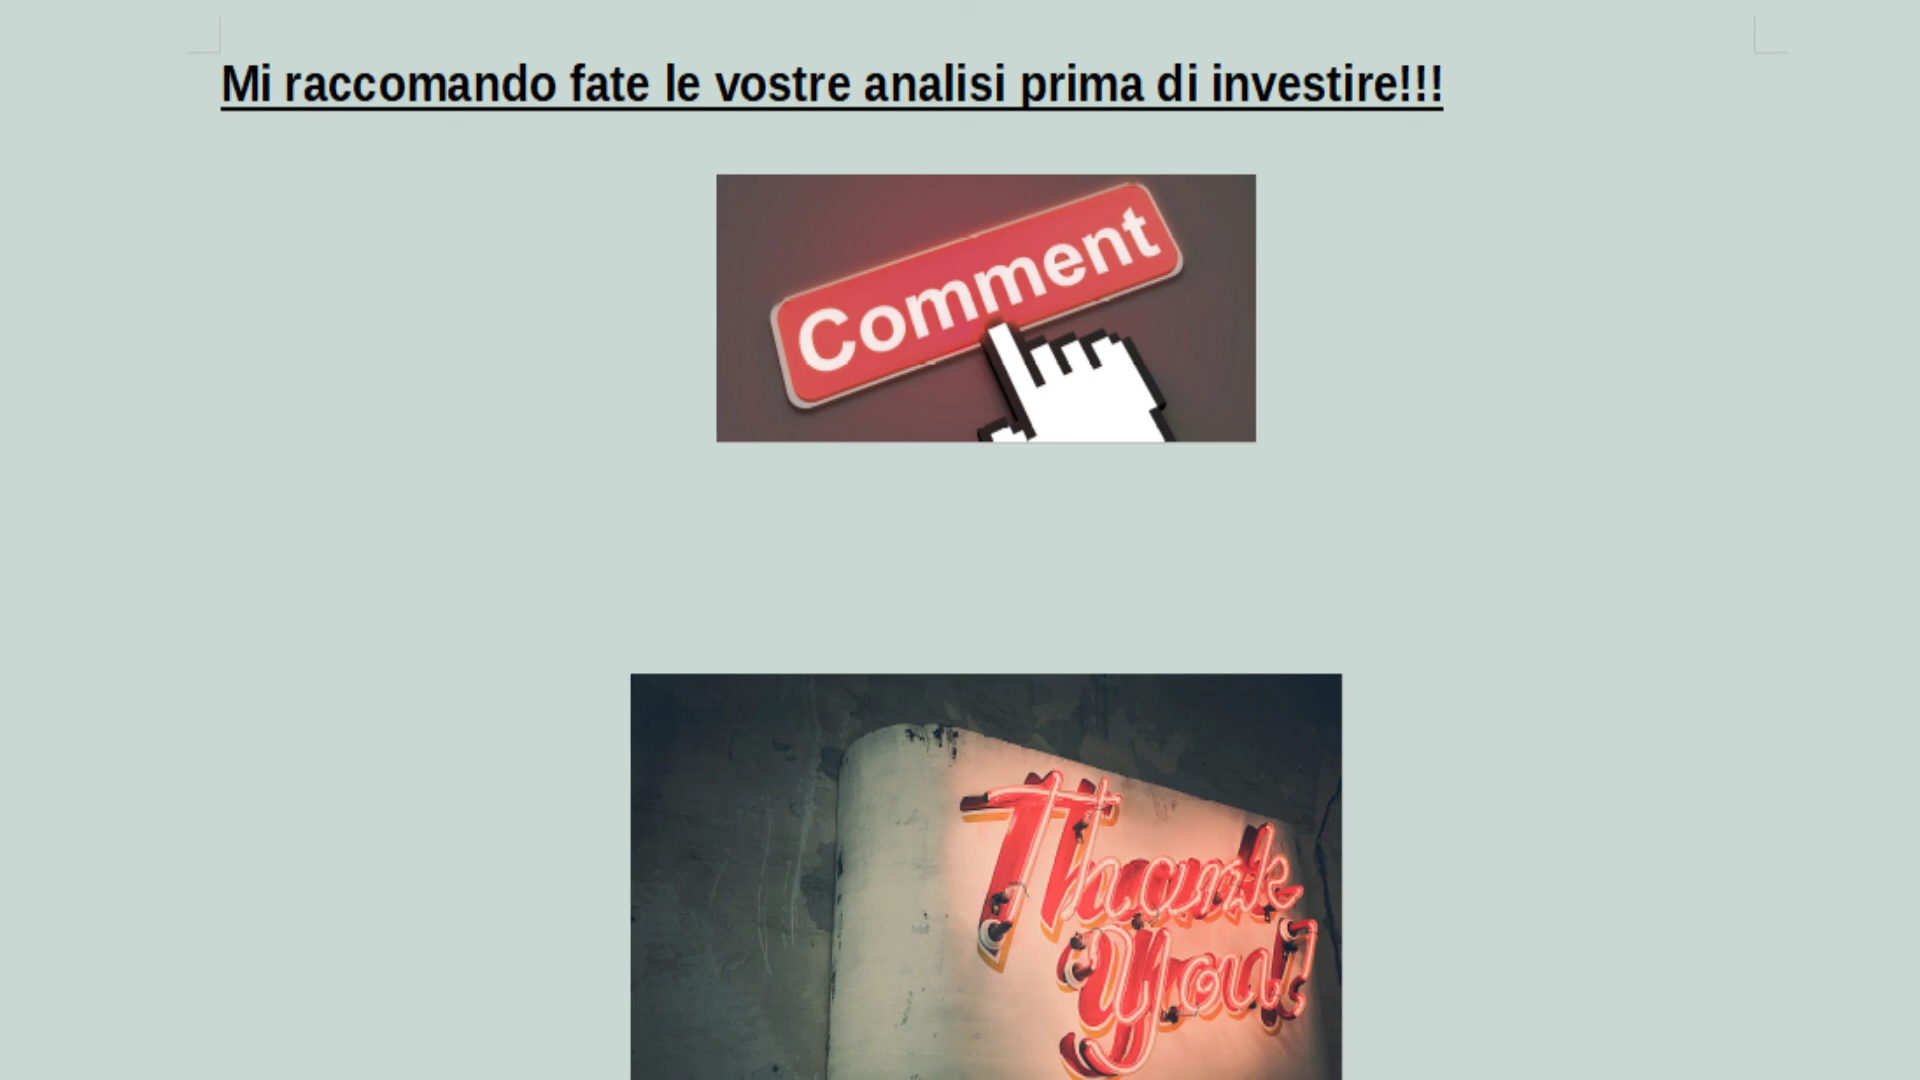 Mi raccomando fate le vostre analisi prima di investire!!!
Comment
Thank
you!